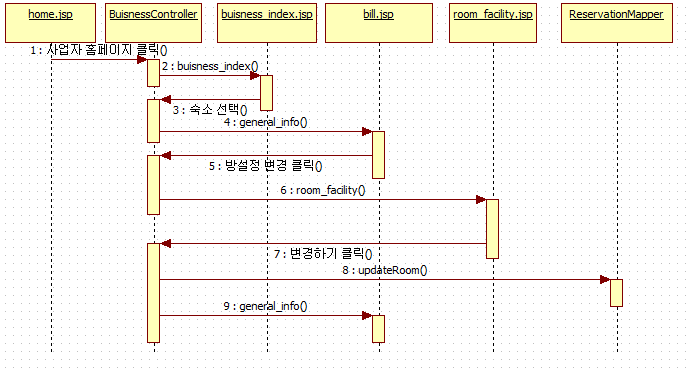 home.jsp
BuisnessController
buisness_index.jsp
bill.jsp
room_facility.jsp
ReservationMapper
1 : 사업자 홈페이지 클릭()
2 : buisness_index()
3 : 숙소 선택()
4 : general_info()
5 : 방설정 변경 클릭()
6 : room_facility()
7 : 변경하기 클릭()
8 : updateRoom()
9 : general_info()